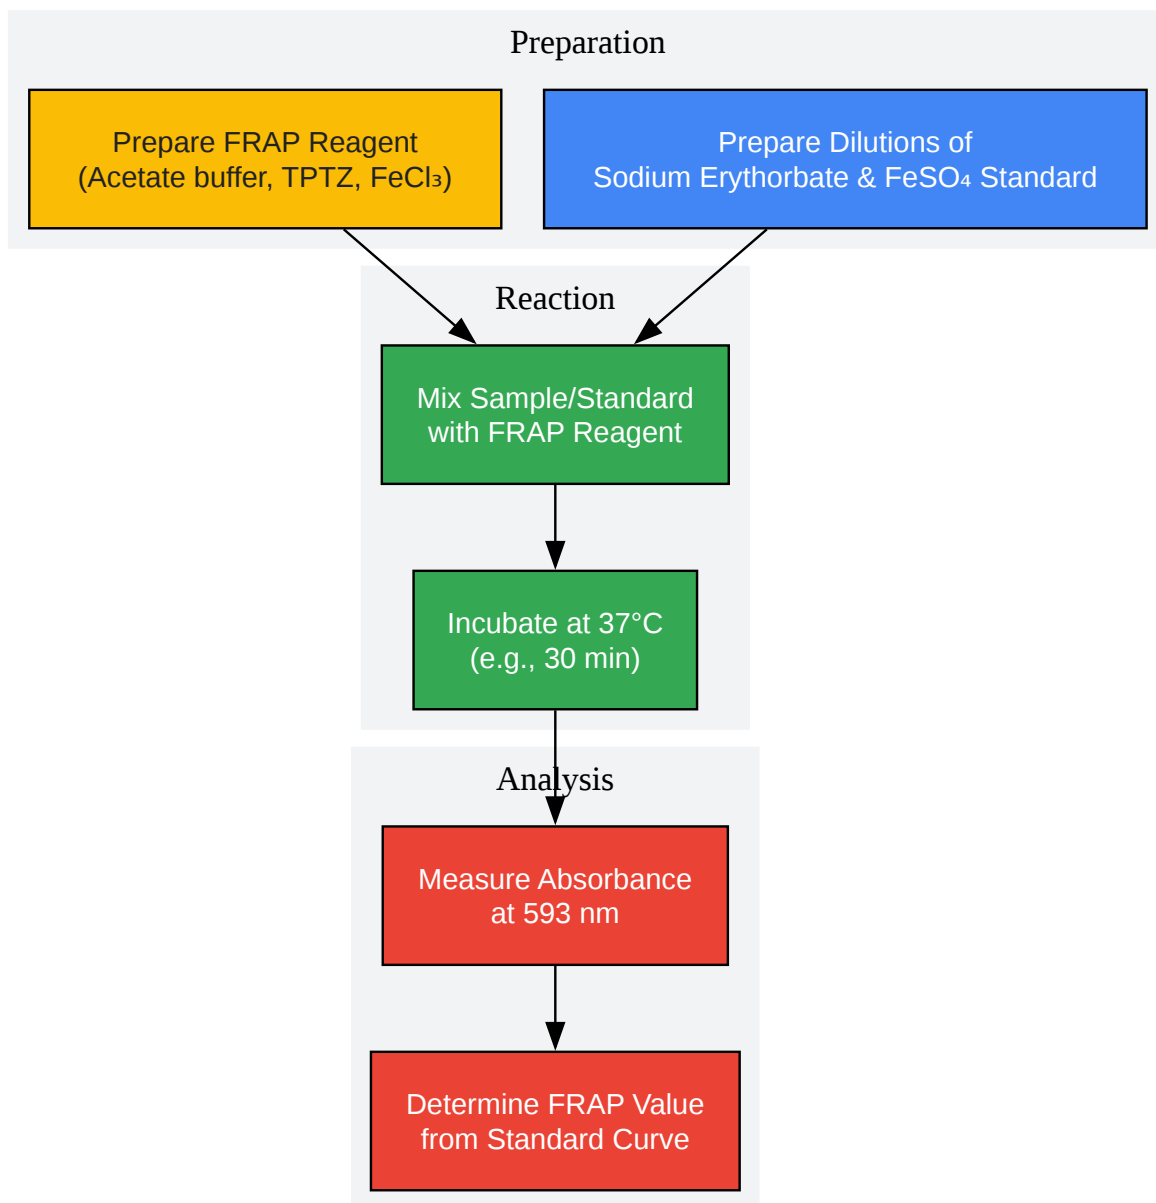 Preparation
Prepare FRAP Reagent
(Acetate buffer, TPTZ, FeCl₃)
Prepare Dilutions of
Sodium Erythorbate & FeSO₄ Standard
Reaction
Mix Sample/Standard
with FRAP Reagent
Incubate at 37°C
(e.g., 30 min)
Analysis
Measure Absorbance
at 593 nm
Determine FRAP Value
from Standard Curve